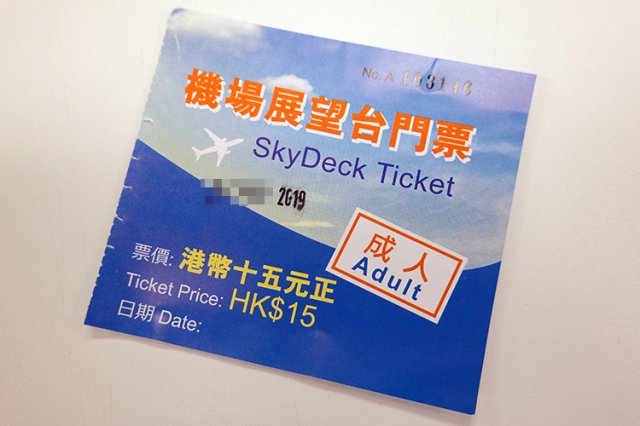 No. A 103146
機場展望台門票
SkyDeck Ticket
2019
成人
Adult
票價: 港幣十五元正
Ticket Price: HK$15
日期 Date: